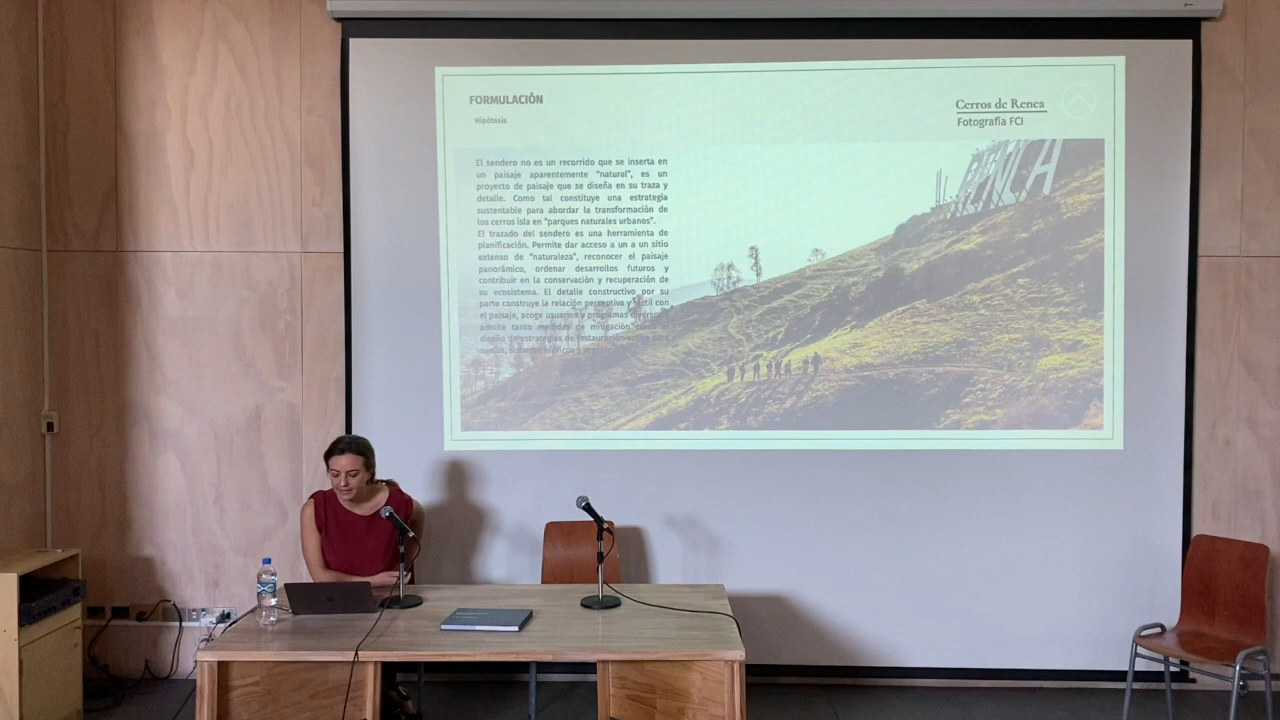 FORMULACIÓN
Hipótesis
Cerros de Renca
Fotografía FCI
El sendero no es un recorrido que se inserta en
un paisaje aparentemente "natural", es un
proyecto de paisaje que se diseña en su traza y
detalle. Como tal constituye una estrategia
sustentable para abordar la transformación de
los cerros isla en "parques naturales urbanos".
El trazado del sendero es una herramienta de
planificación. Permite dar acceso a un a un sitio
extenso de "naturaleza", reconocer el paisaje
panorámico, ordenar desarrollos futuros y
contribuir en la conservación y recuperación de
su ecosistema. El detalle constructivo por su
parte construye la relación perceptiva y táctil con
el paisaje, acoge usuarios y programas diversos,
admite tanto medidas de mitigación como el
diseño de estrategias de restauración
RENCA